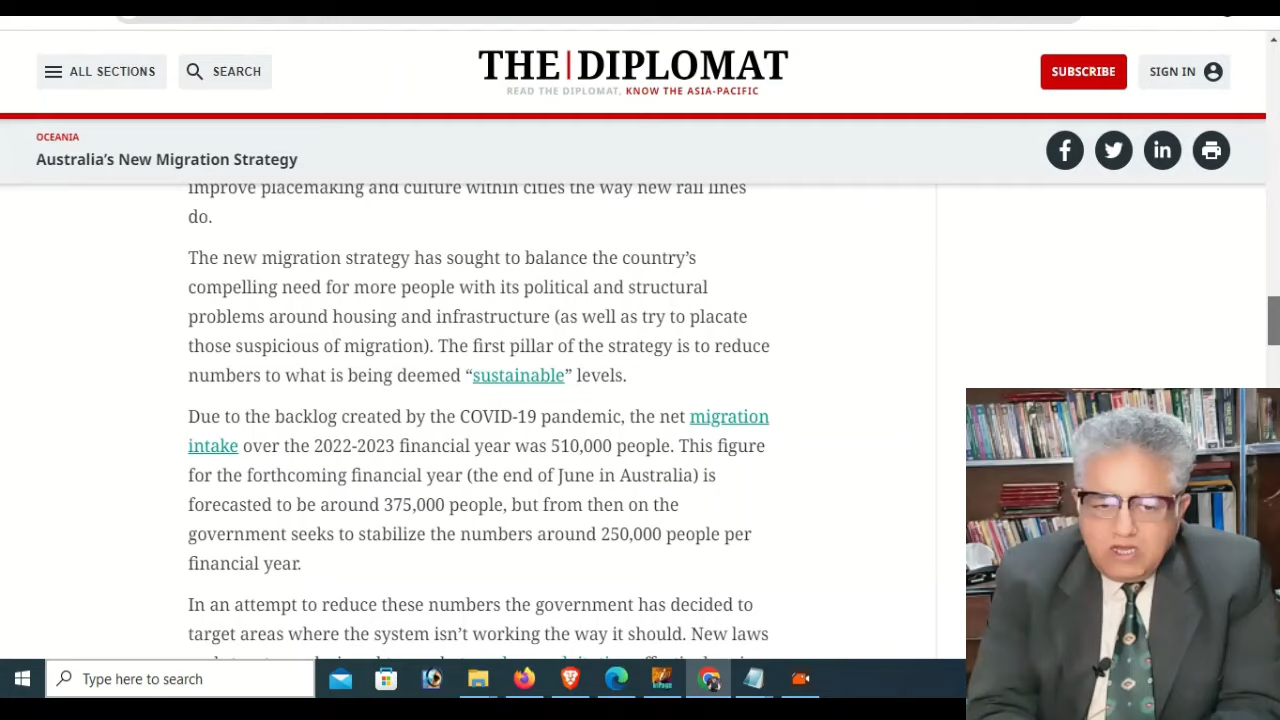 ALL SECTIONS
SEARCH
THE|DIPLOMAT
READ THE DIPLOMAT, KNOW THE ASIA-PACIFIC
SUBSCRIBE
SIGN IN
OCEANIA
Australia’s New Migration Strategy
improve placemaking and culture within cities the way new rail lines
do.
The new migration strategy has sought to balance the country’s
compelling need for more people with its political and structural
problems around housing and infrastructure (as well as try to placate
those suspicious of migration). The first pillar of the strategy is to reduce
numbers to what is being deemed “sustainable” levels.
Due to the backlog created by the COVID-19 pandemic, the net migration
intake over the 2022-2023 financial year was 510,000 people. This figure
for the forthcoming financial year (the end of June in Australia) is
forecasted to be around 375,000 people, but from then on the
government seeks to stabilize the numbers around 250,000 people per
financial year.
In an attempt to reduce these numbers the government has decided to
target areas where the system isn’t working the way it should. New laws
Type here to search